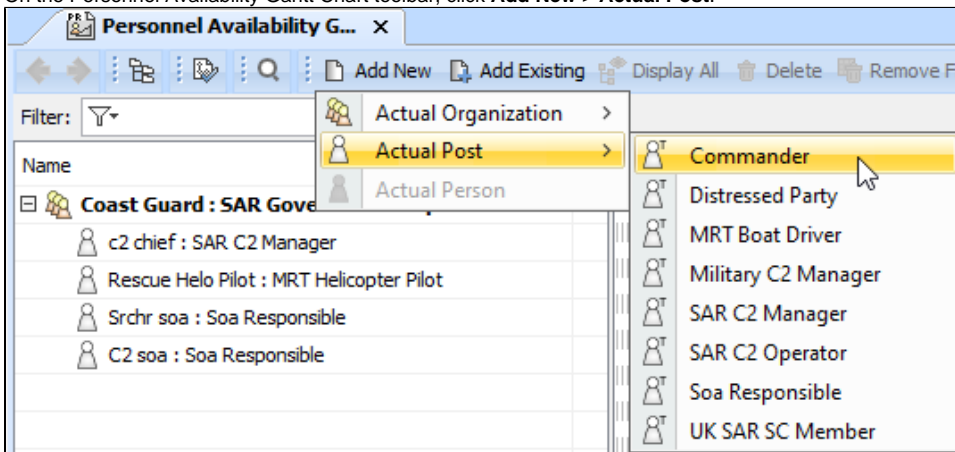 On the Personnel Availability Gantt Chart toolbar, click Add New > Actual Post.
Personnel Availability G... X
Add New Add Existing Display All Delete Remove F
Filter:
Actual Organization >
Actual Post >
Actual Person
Name
Coast Guard : SAR Gove
c2 chief : SAR C2 Manager
Rescue Helo Pilot : MRT Helicopter Pilot
Srchr soa : Soa Responsible
C2 soa : Soa Responsible
Commander
Distressed Party
MRT Boat Driver
Military C2 Manager
SAR C2 Manager
SAR C2 Operator
Soa Responsible
UK SAR SC Member